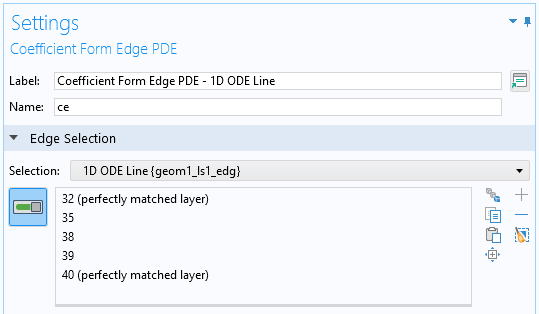 Settings
Coefficient Form Edge PDE
Label: Coefficient Form Edge PDE - 1D ODE Line
Name: ce
Edge Selection
Selection: 1D ODE Line {geom1_ls1_edg}
32 (perfectly matched layer)
35
38
39
40 (perfectly matched layer)